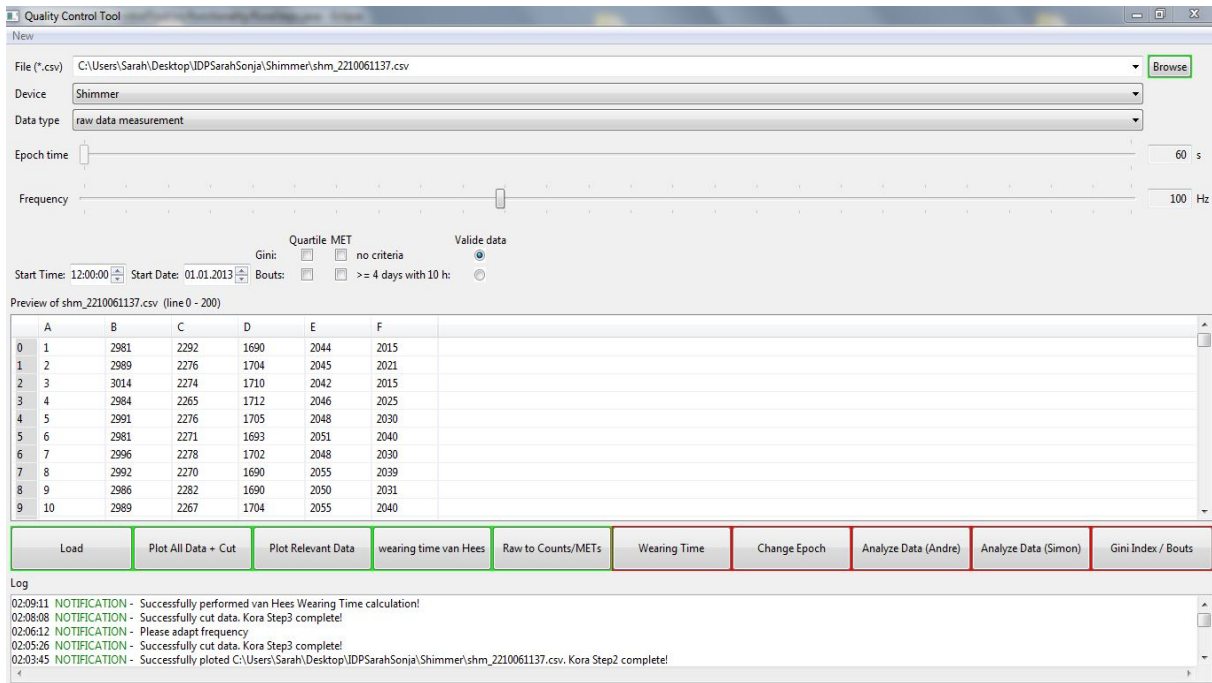 Quality Control Tool
New
File (*.csv) C:\Users\Sarah\Desktop\IDPSarahSonja\Shimmer\shm_2210061137.csv Browse
Device Shimmer
Data type raw data measurement
Epoch time 60 s
Frequency 100 Hz
Quartile MET Valide data
Gini: no criteria
Start Time: 12:00:00 Start Date: 01.01.2013 Bouts: >= 4 days with 10 h:
Preview of shm_2210061137.csv (line 0 - 200)
A B C D E F
0 1 2981 2292 1690 2044 2015
1 2 2989 2276 1704 2045 2021
2 3 3014 2274 1710 2042 2015
3 4 2984 2265 1712 2046 2025
4 5 2991 2276 1705 2048 2030
5 6 2981 2271 1693 2051 2040
6 7 2996 2278 1702 2048 2030
7 8 2992 2270 1690 2055 2039
8 9 2986 2282 1690 2050 2031
9 10 2989 2267 1704 2055 2040
Load Plot All Data + Cut Plot Relevant Data wearing time van Hees Raw to Counts/METs Wearing Time Change Epoch Analyze Data (Andre) Analyze Data (Simon) Gini Index / Bouts
Log
02:09:11 NOTIFICATION - Successfully performed van Hees Wearing Time calculation!
02:08:08 NOTIFICATION - Successfully cut data. Kora Step3 complete!
02:06:12 NOTIFICATION - Please adapt frequency
02:05:26 NOTIFICATION - Successfully cut data. Kora Step3 complete!
02:03:45 NOTIFICATION - Successfully ploted C:\Users\Sarah\Desktop\IDPSarahSonja\Shimmer\shm_2210061137.csv. Kora Step2 complete!